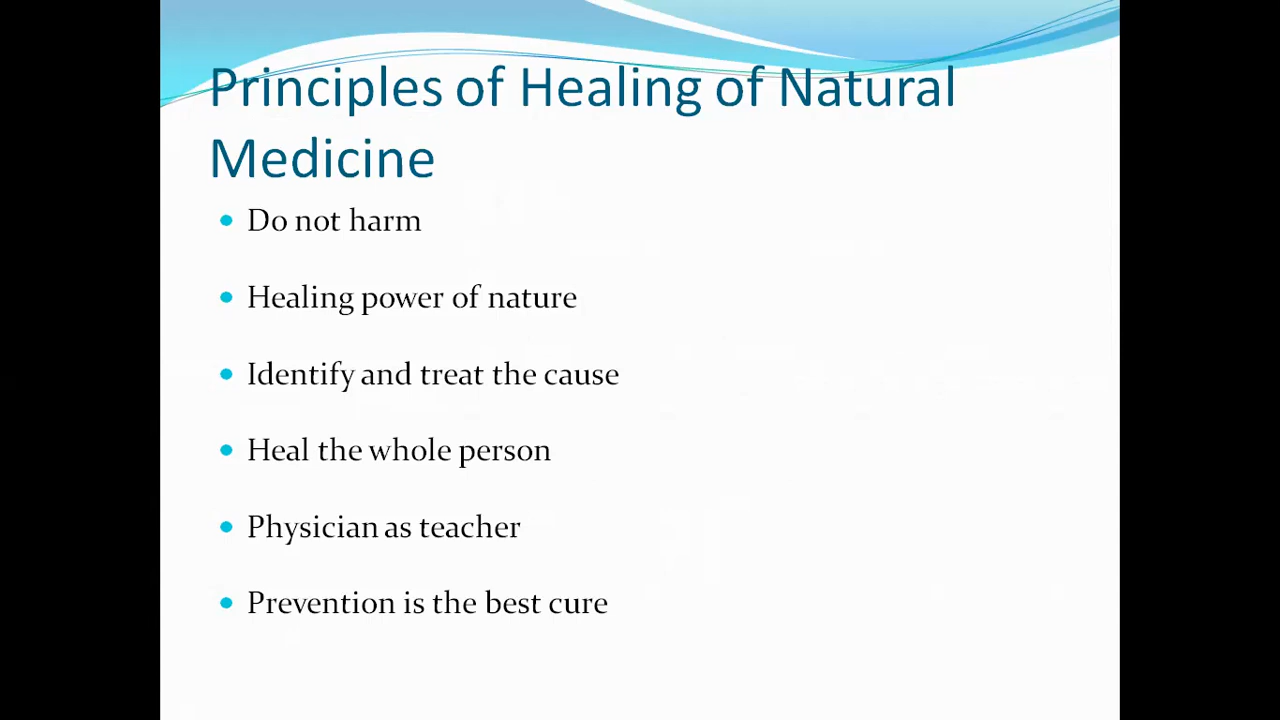 Principles of Healing of Natural
Medicine
• Do not harm
• Healing power of nature
• Identify and treat the cause
• Heal the whole person
• Physician as teacher
• Prevention is the best cure